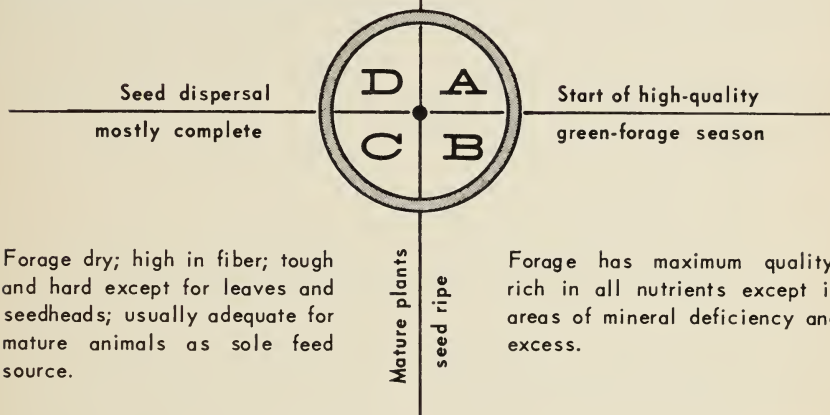 Seed dispersal
mostly complete
D A
C B
Start of high-quality
green-forage season
Forage dry; high in fiber; tough
and hard except for leaves and
seedheads; usually adequate for
mature animals as sole feed
source.
Mature plants
seed ripe
Forage has maximum quality
rich in all nutrients except
areas of mineral deficiency
excess.